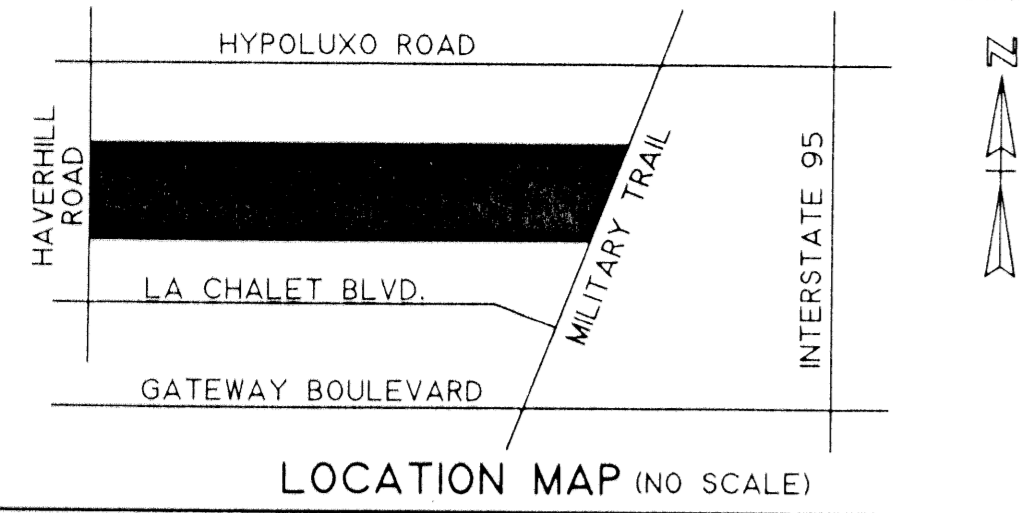 HYPOLUXO ROAD
N
HAVERHILL
ROAD
MILITARY TRAIL
INTERSTATE 95
LA CHALET BLVD.
GATEWAY BOULEVARD
LOCATION MAP (NO SCALE)